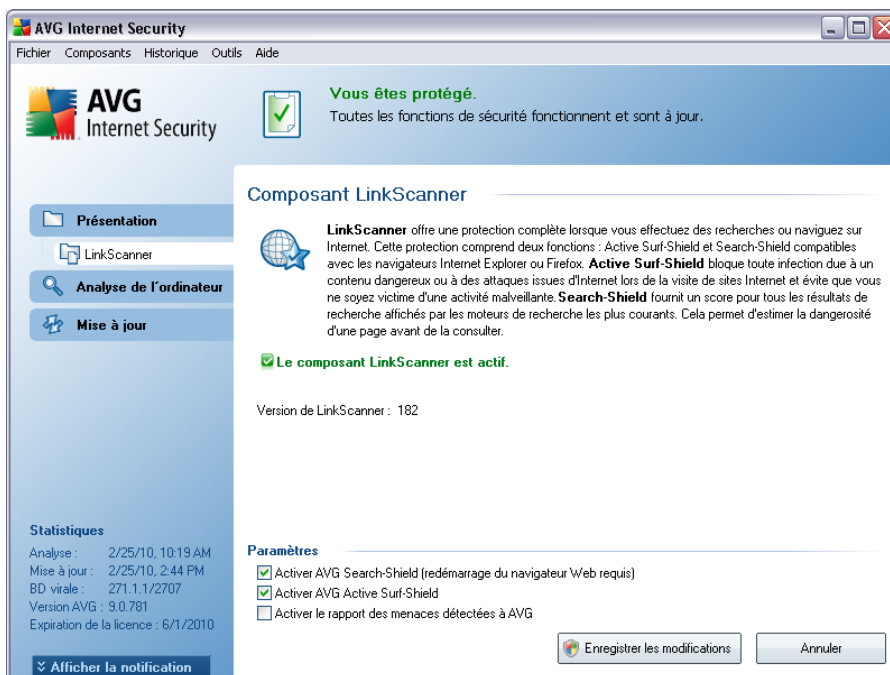 AVG Internet Security
Fichier Composants Historique Outils Aide
AVG
Internet Security
Vous êtes protégé.
Toutes les fonctions de sécurité fonctionnent et sont à jour.
Présentation
LinkScanner
Analyse de l'ordinateur
Mise à jour
Composant LinkScanner
LinkScanner offre une protection complète lorsque vous effectuez des recherches ou naviguez sur
Internet. Cette protection comprend deux fonctions : Active Surf-Shield et Search-Shield compatibles
avec les navigateurs Internet Explorer ou Firefox. Active Surf-Shield bloque toute infection due à un
contenu dangereux ou à des attaques issues d'Internet lors de la visite de sites Internet et évite que vous
ne soyez victime d'une activité malveillante. Search-Shield fournit un score pour tous les résultats de
recherche affichés par les moteurs de recherche les plus courants. Cela permet d'estimer la dangerosité
d'une page avant de la consulter.
Le composant LinkScanner est actif.
Version de LinkScanner : 182
Statistiques
Analyse : 2/25/10, 10:19 AM
Mise à jour : 2/25/10, 2:44 PM
BD virale : 271.1.1/2707
Version AVG : 9.0.781
Expiration de la licence : 6/1/2010
Afficher la notification
Paramètres
Activer AVG Search-Shield (redémarrage du navigateur Web requis)
Activer AVG Active Surf-Shield
Activer le rapport des menaces détectées à AVG
Enregistrer les modifications
Annuler